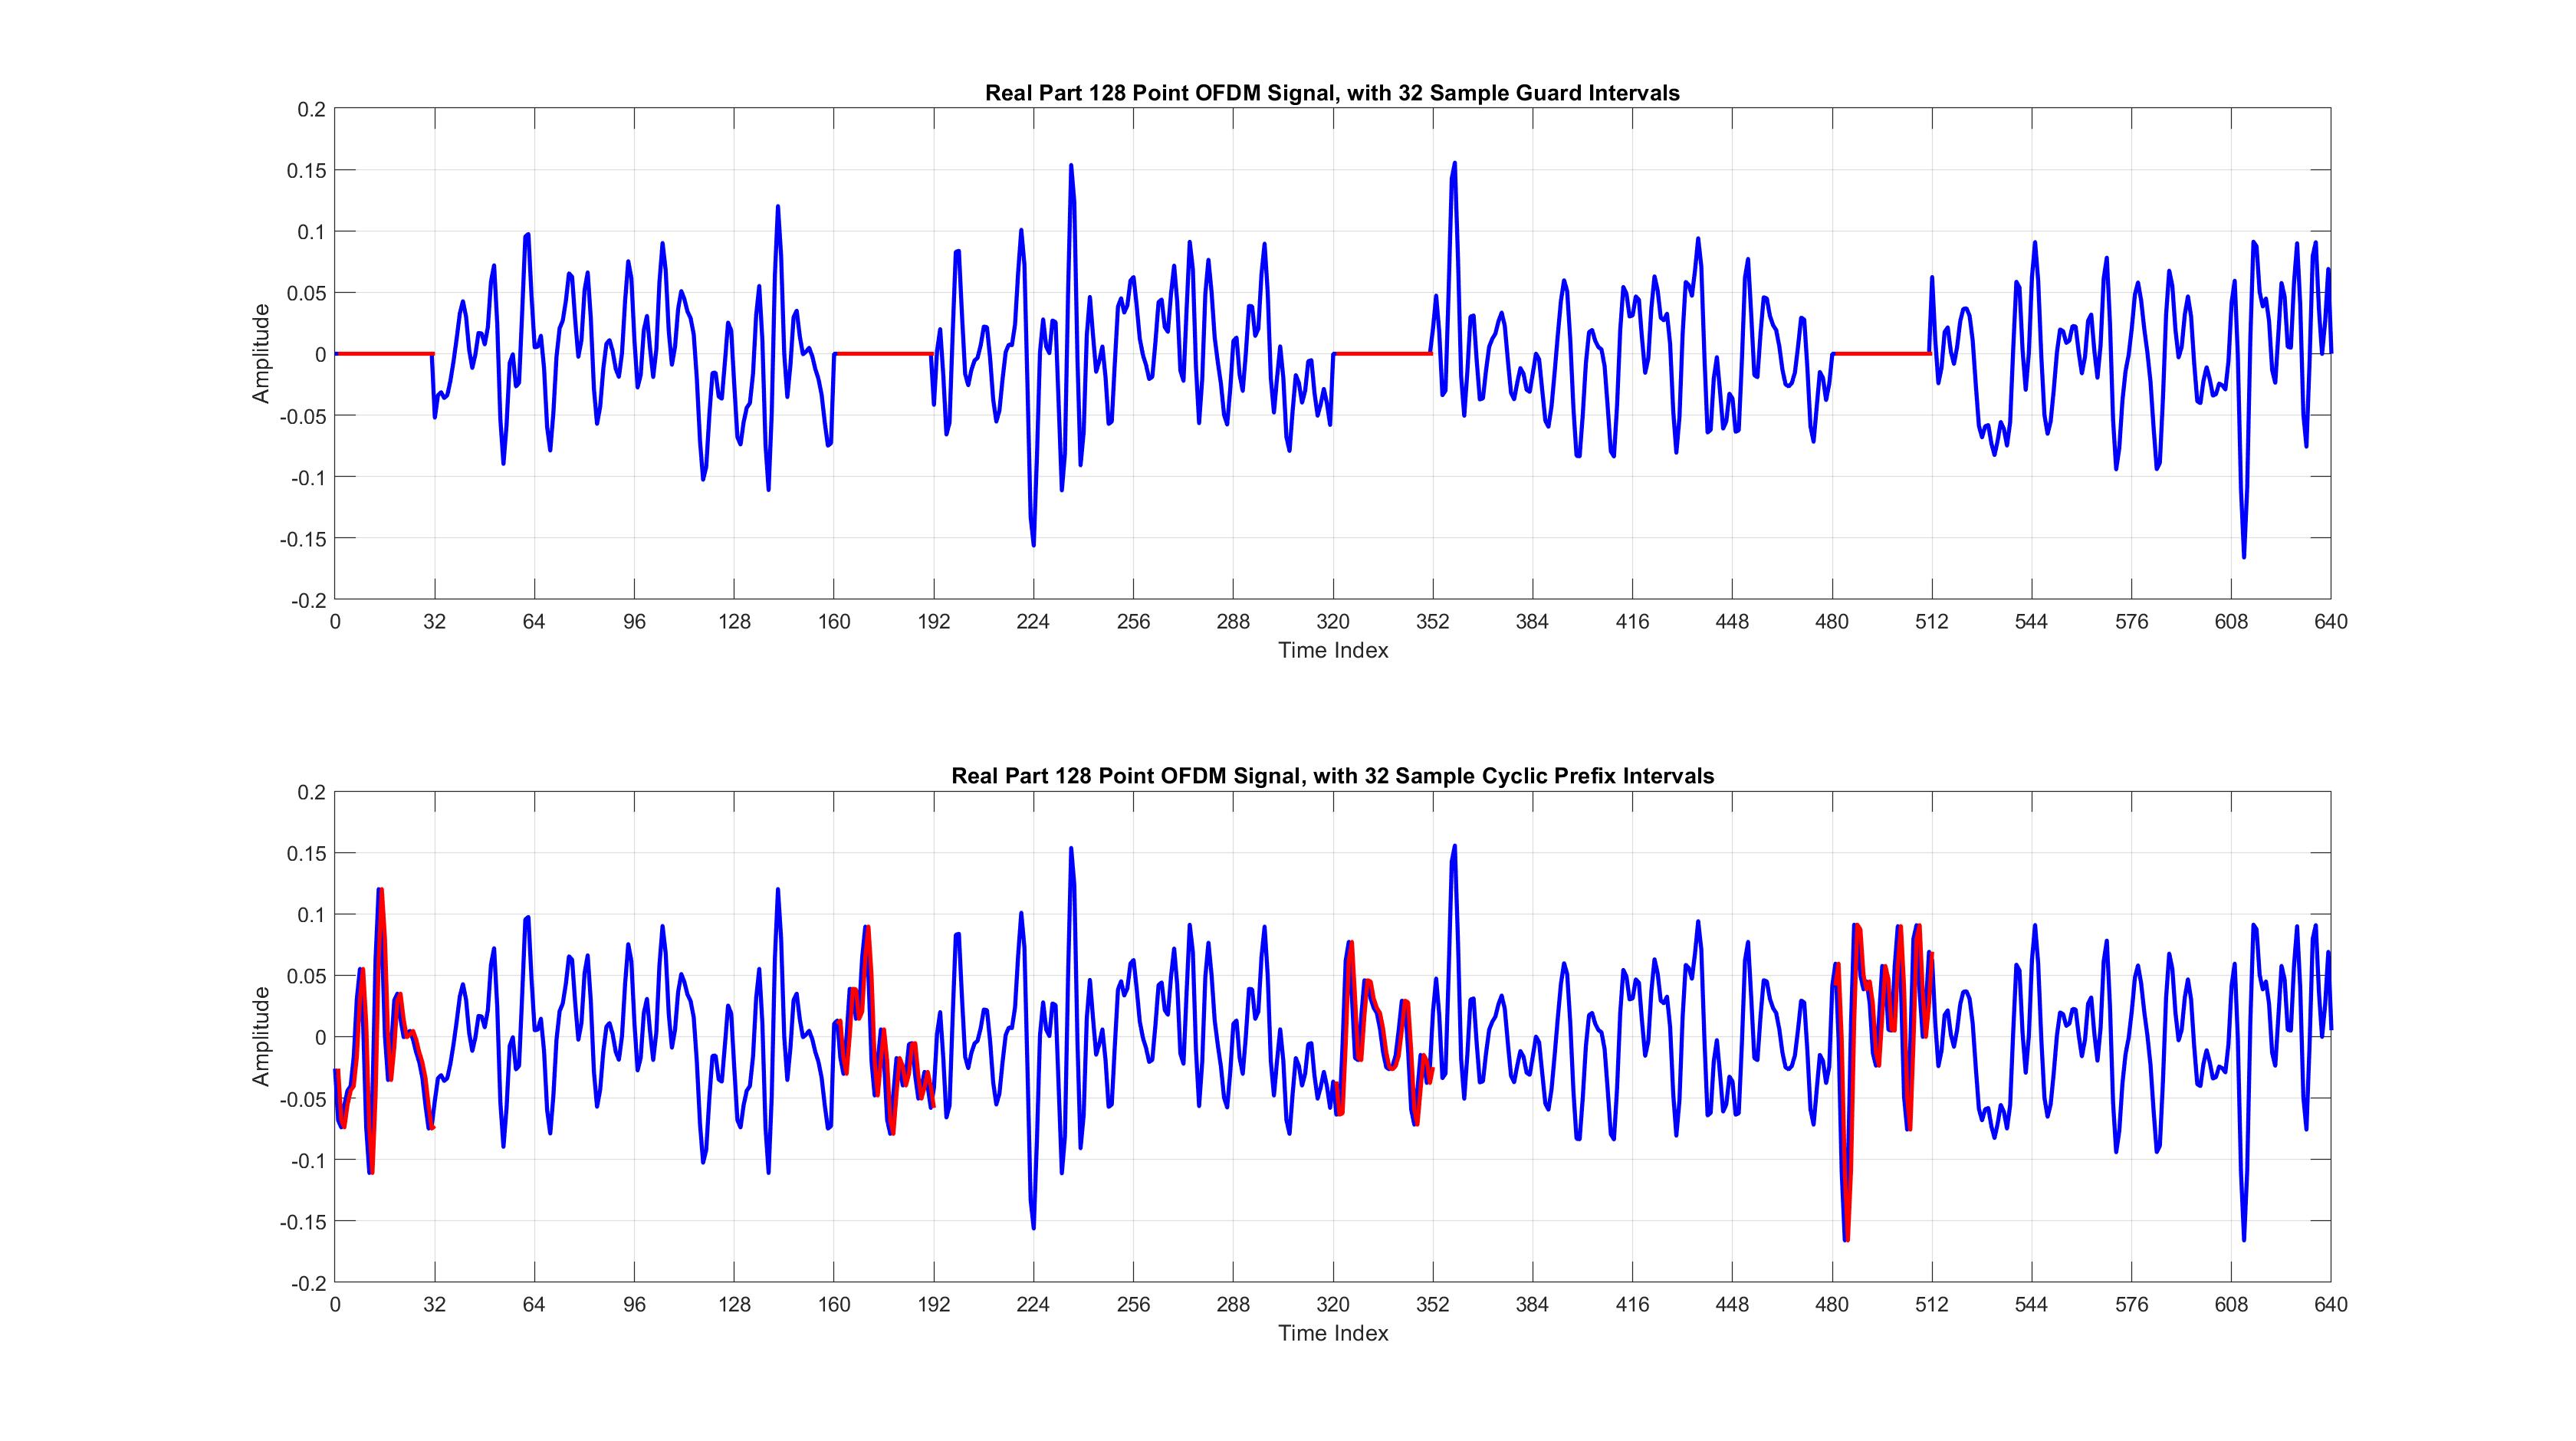 Real Part 128 Point OFDM Signal, with 32 Sample Guard Intervals
0.2
0.15
0.1
0.05
0
-0.05
-0.1
-0.15
-0.2
Amplitude
0 32 64 96 128 160 192 224 256 288 320 352 384 416 448 480 512 544 576 608 640
Time Index
Real Part 128 Point OFDM Signal, with 32 Sample Cyclic Prefix Intervals
0.2
0.15
0.1
0.05
0
-0.05
-0.1
-0.15
-0.2
Amplitude
0 32 64 96 128 160 192 224 256 288 320 352 384 416 448 480 512 544 576 608 640
Time Index